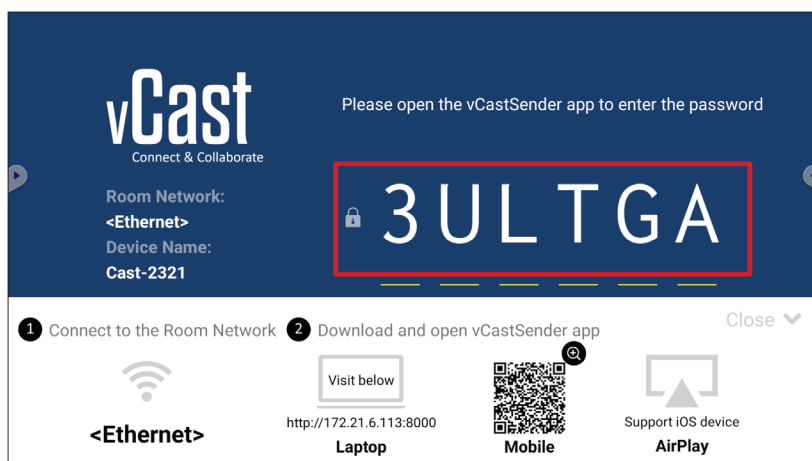 vCast
Connect & Collaborate
Please open the vCastSender app to enter the password
Room Network:
<Ethernet>
Device Name:
Cast-2321
3ULTGA
Close
1 Connect to the Room Network
2 Download and open vCastSender app
<Ethernet>
Visit below
http://172.21.6.113:8000
Laptop
Mobile
Support iOS device
AirPlay